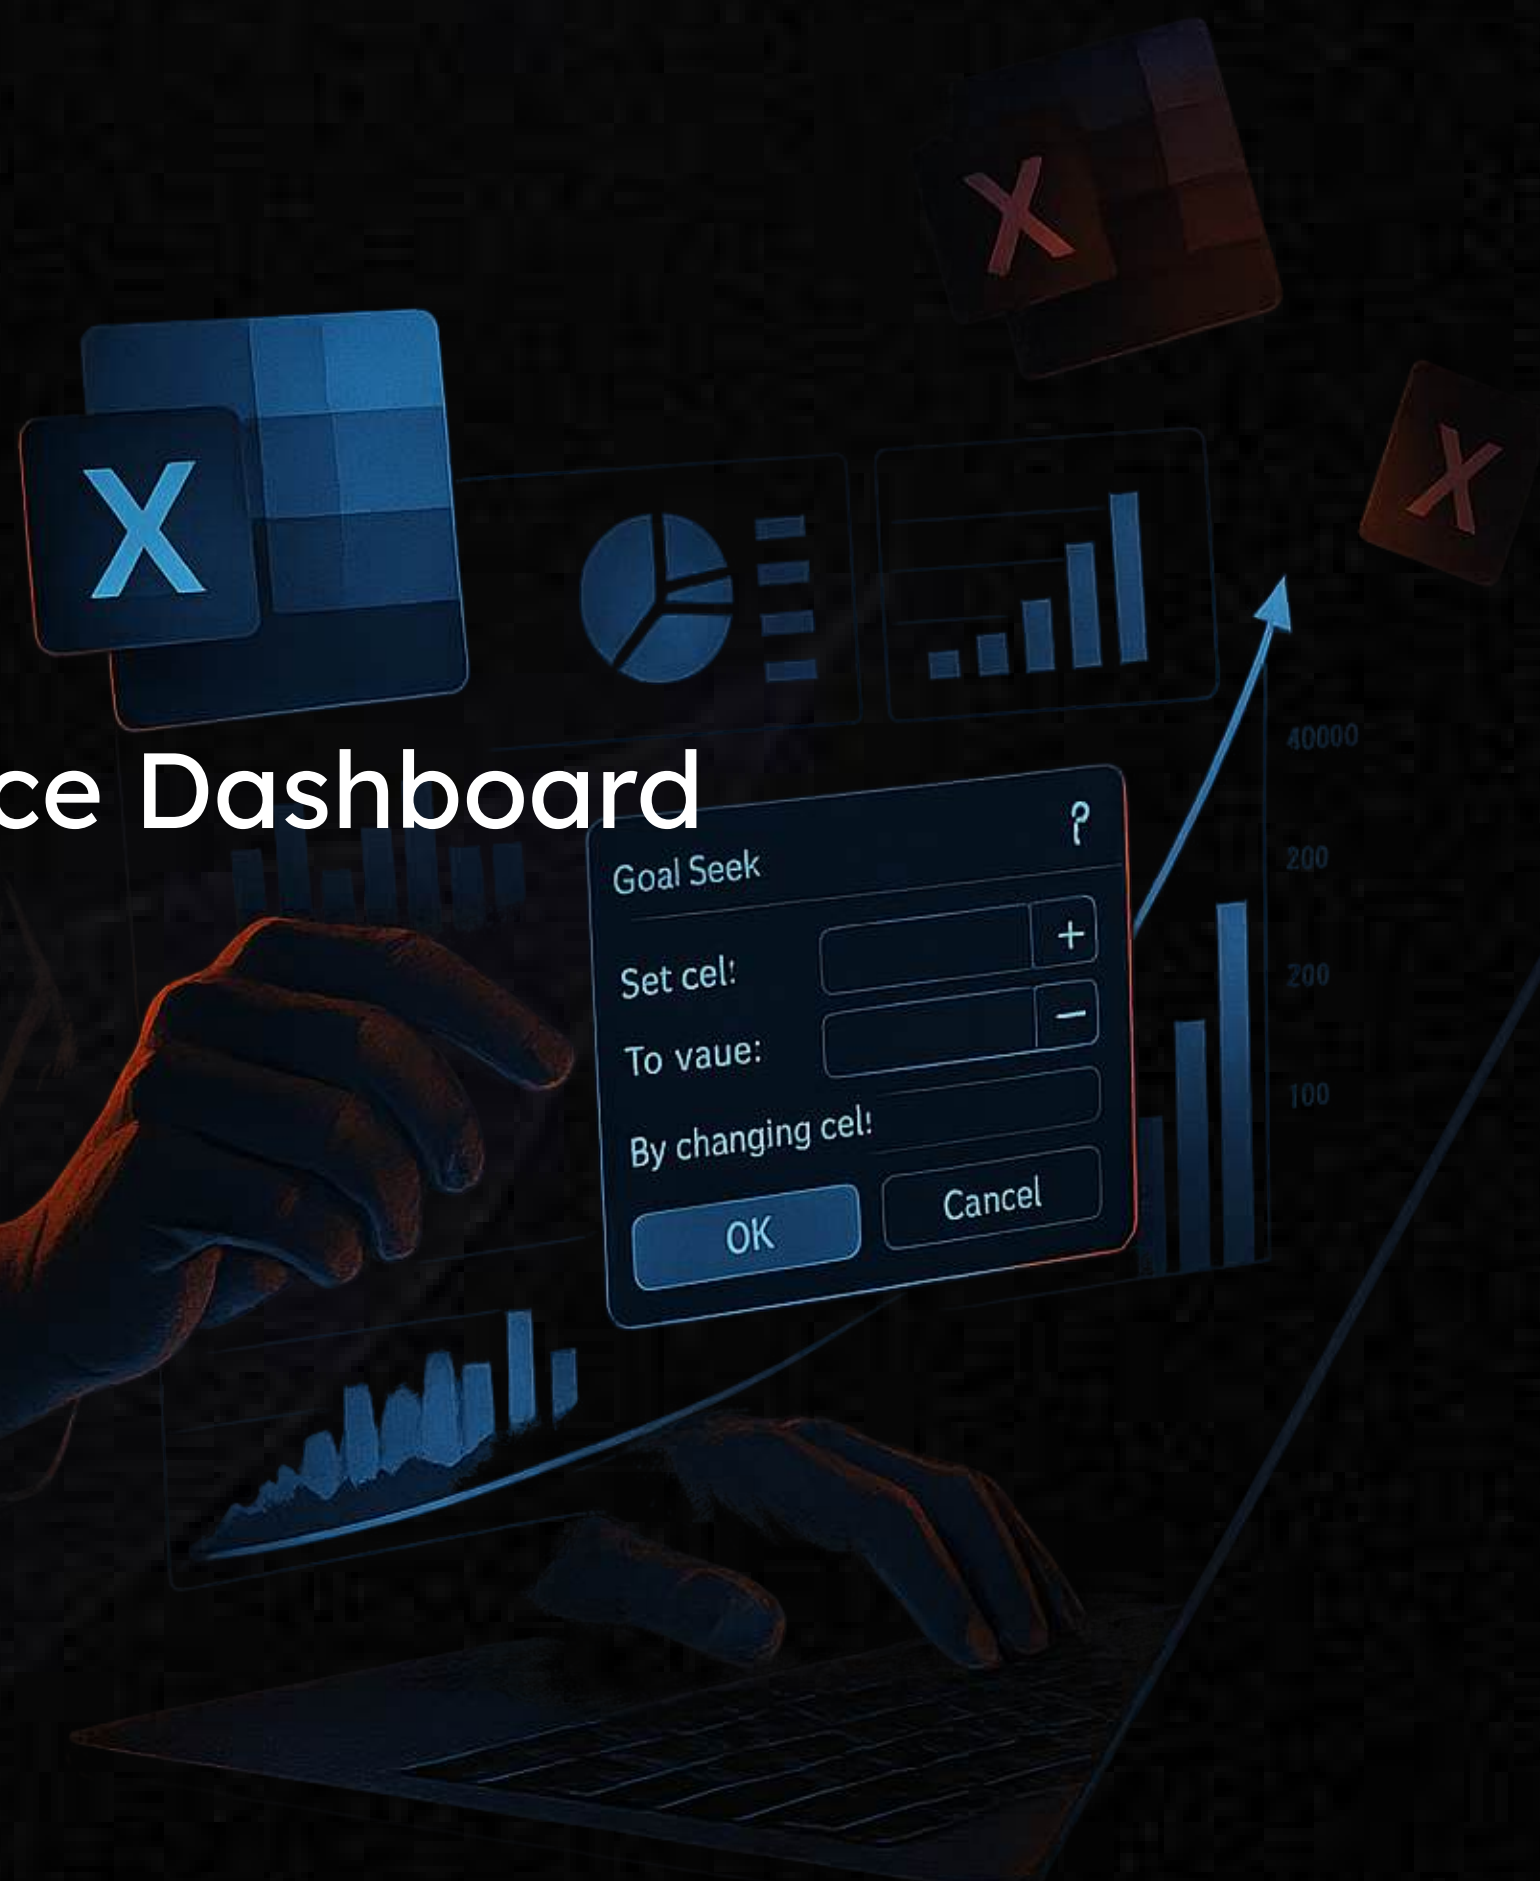 X
X
X
40000
ce Dashboard
200
Goal Seek
?
Set cel!
+
200
To vaue:
−
100
By changing cel!
OK
Cancel